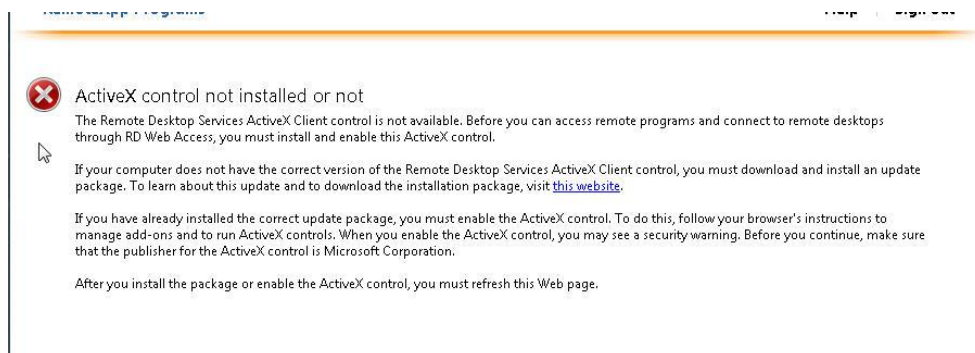 ActiveX control not installed or not
The Remote Desktop Services ActiveX Client control is not available. Before you can access remote programs and connect to remote desktops
through RD Web Access, you must install and enable this ActiveX control.
If your computer does not have the correct version of the Remote Desktop Services ActiveX Client control, you must download and install an update
package. To learn about this update and to download the installation package, visit this website.
If you have already installed the correct update package, you must enable the ActiveX control. To do this, follow your browser's instructions to
manage add-ons and to run ActiveX controls. When you enable the ActiveX control, you may see a security warning. Before you continue, make sure
that the publisher for the ActiveX control is Microsoft Corporation.
After you install the package or enable the ActiveX control, you must refresh this Web page.